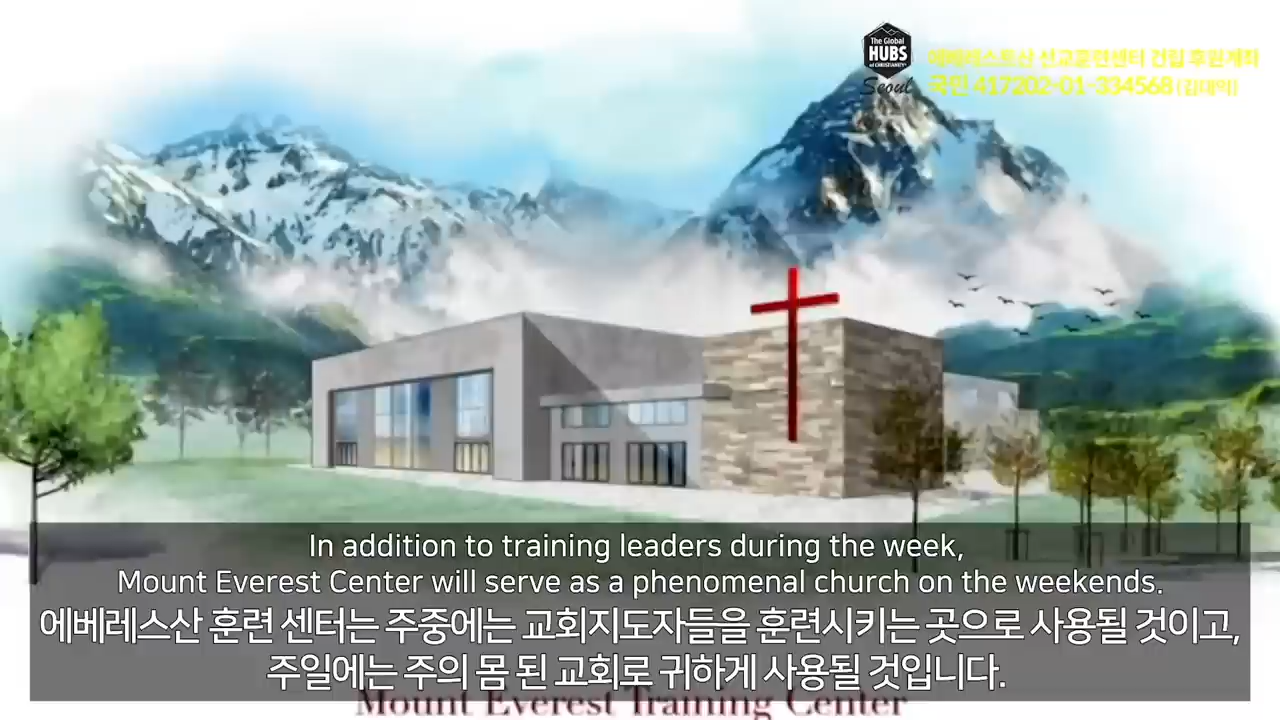 The Global
HUBS
of CHRISTIANITY
Seoul
에베레스트산 선교훈련센터 건립 후원계좌
국민 417202-01-334568 (김대억)
In addition to training leaders during the week,
Mount Everest Center will serve as a phenomenal church on the weekends.
에베레스산 훈련 센터는 주중에는 교회지도자들을 훈련시키는 곳으로 사용될 것이고,
주일에는 주의 몸 된 교회로 귀하게 사용될 것입니다.
Mount Everest Training Center